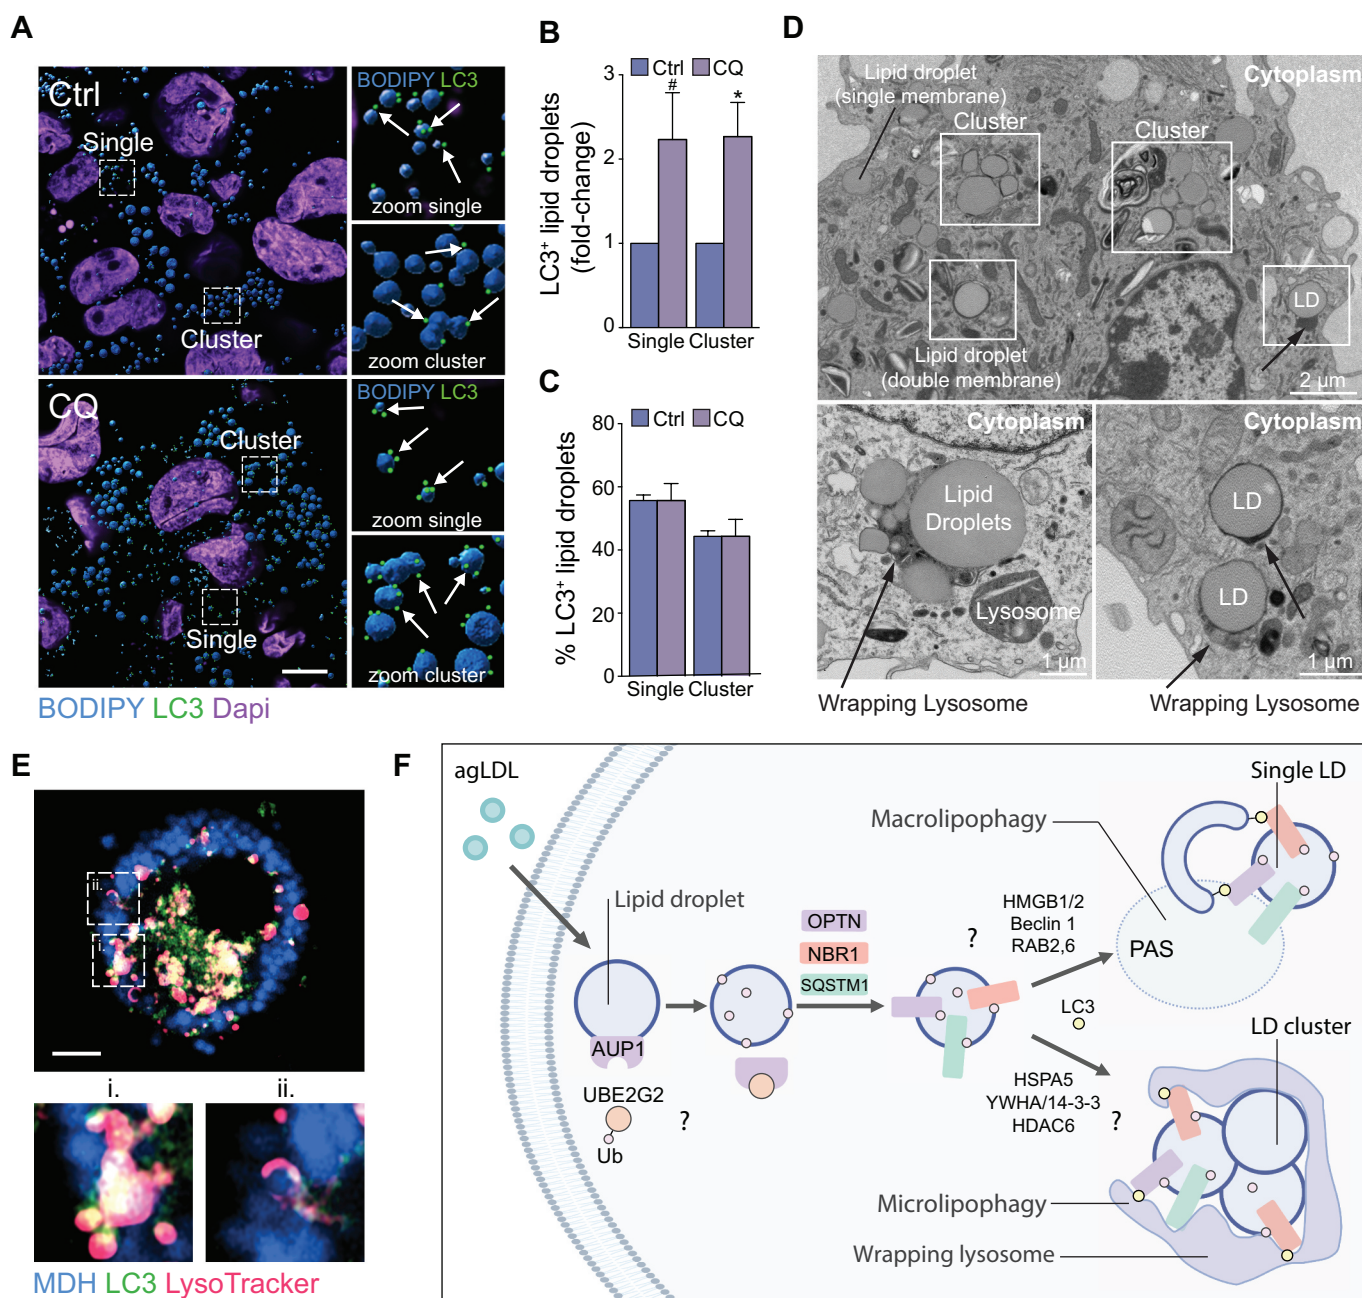 A
Ctrl
Single
Cluster
BODIPY LC3
zoom single
zoom cluster
CQ
Cluster
Single
BODIPY LC3
zoom single
zoom cluster
BODIPY LC3 Dapi
B
Ctrl CQ
LC3⁺ lipid droplets
(fold-change)
3
2
1
0
#
*
Single Cluster
C
Ctrl CQ
% LC3⁺ lipid droplets
80
60
40
20
0
Single Cluster
D
Lipid droplet
(single membrane)
Cytoplasm
Cluster
Cluster
LD
Lipid droplet
(double membrane)
2 µm
Cytoplasm
Lipid
Droplets
Lysosome
1 µm
Wrapping Lysosome
Cytoplasm
LD
LD
1 µm
Wrapping Lysosome
E
ii.
i.
i.
ii.
MDH LC3 LysoTracker
F
agLDL
Lipid droplet
AUP1
UBE2G2
Ub
?
OPTN
NBR1
SQSTM1
?
HMGB1/2
Beclin 1
RAB2,6
LC3
HSPA5
YWHA/14-3-3
HDAC6
?
Macrolipophagy
Single LD
PAS
LD cluster
Microlipophagy
Wrapping lysosome